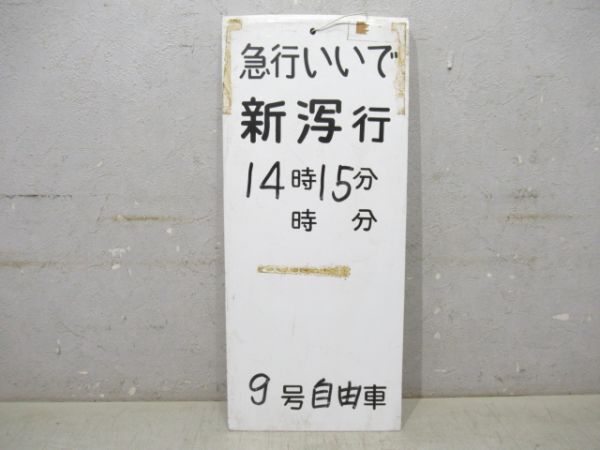 急行いいで
新泻行
14時15分
時 分
9号自由車